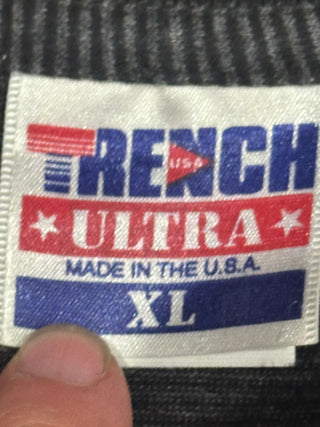 TRENCH
USA
ULTRA
MADE IN THE U.S.A.
XL